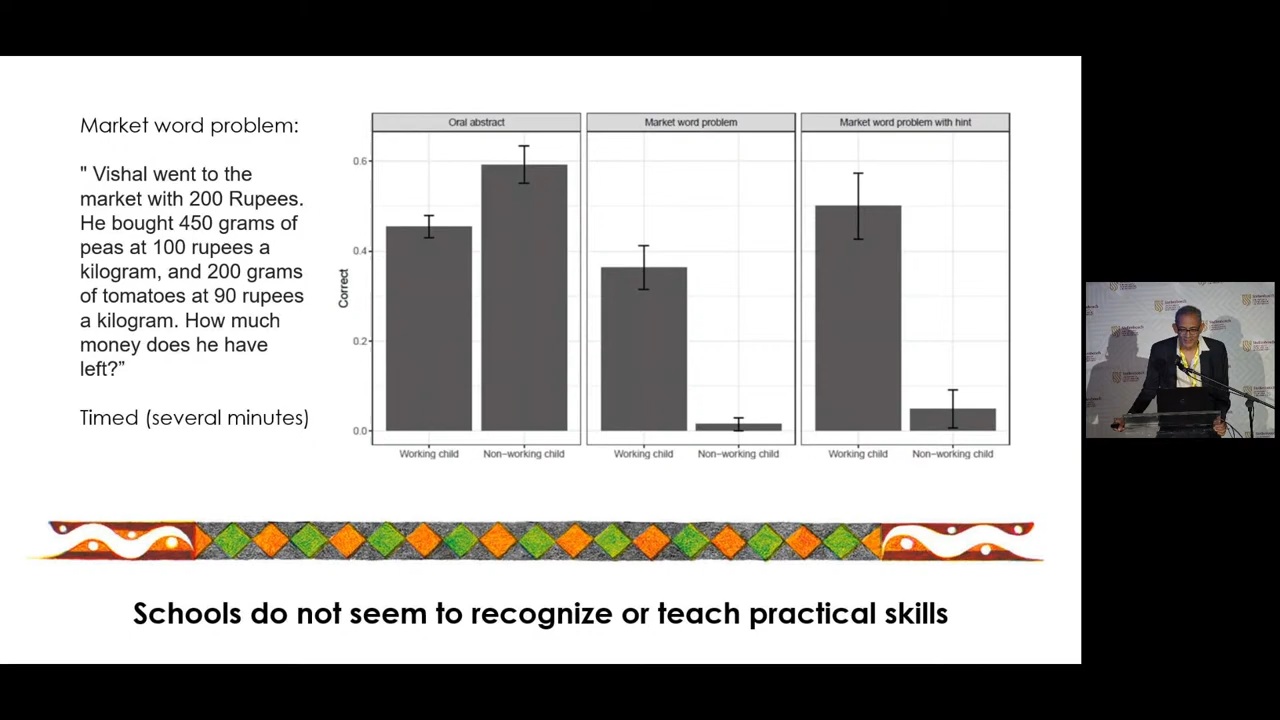 Market word problem:
" Vishal went to the
market with 200 Rupees.
He bought 450 grams of
peas at 100 rupees a
kilogram, and 200 grams
of tomatoes at 90 rupees
a kilogram. How much
money does he have
left?”
Timed (several minutes)
Oral abstract
Market word problem
Market word problem with hint
Correct
0.6
0.4
0.2
0.0
Working child
Non−working child
Working child
Non−working child
Working child
Non−working child
Schools do not seem to recognize or teach practical skills